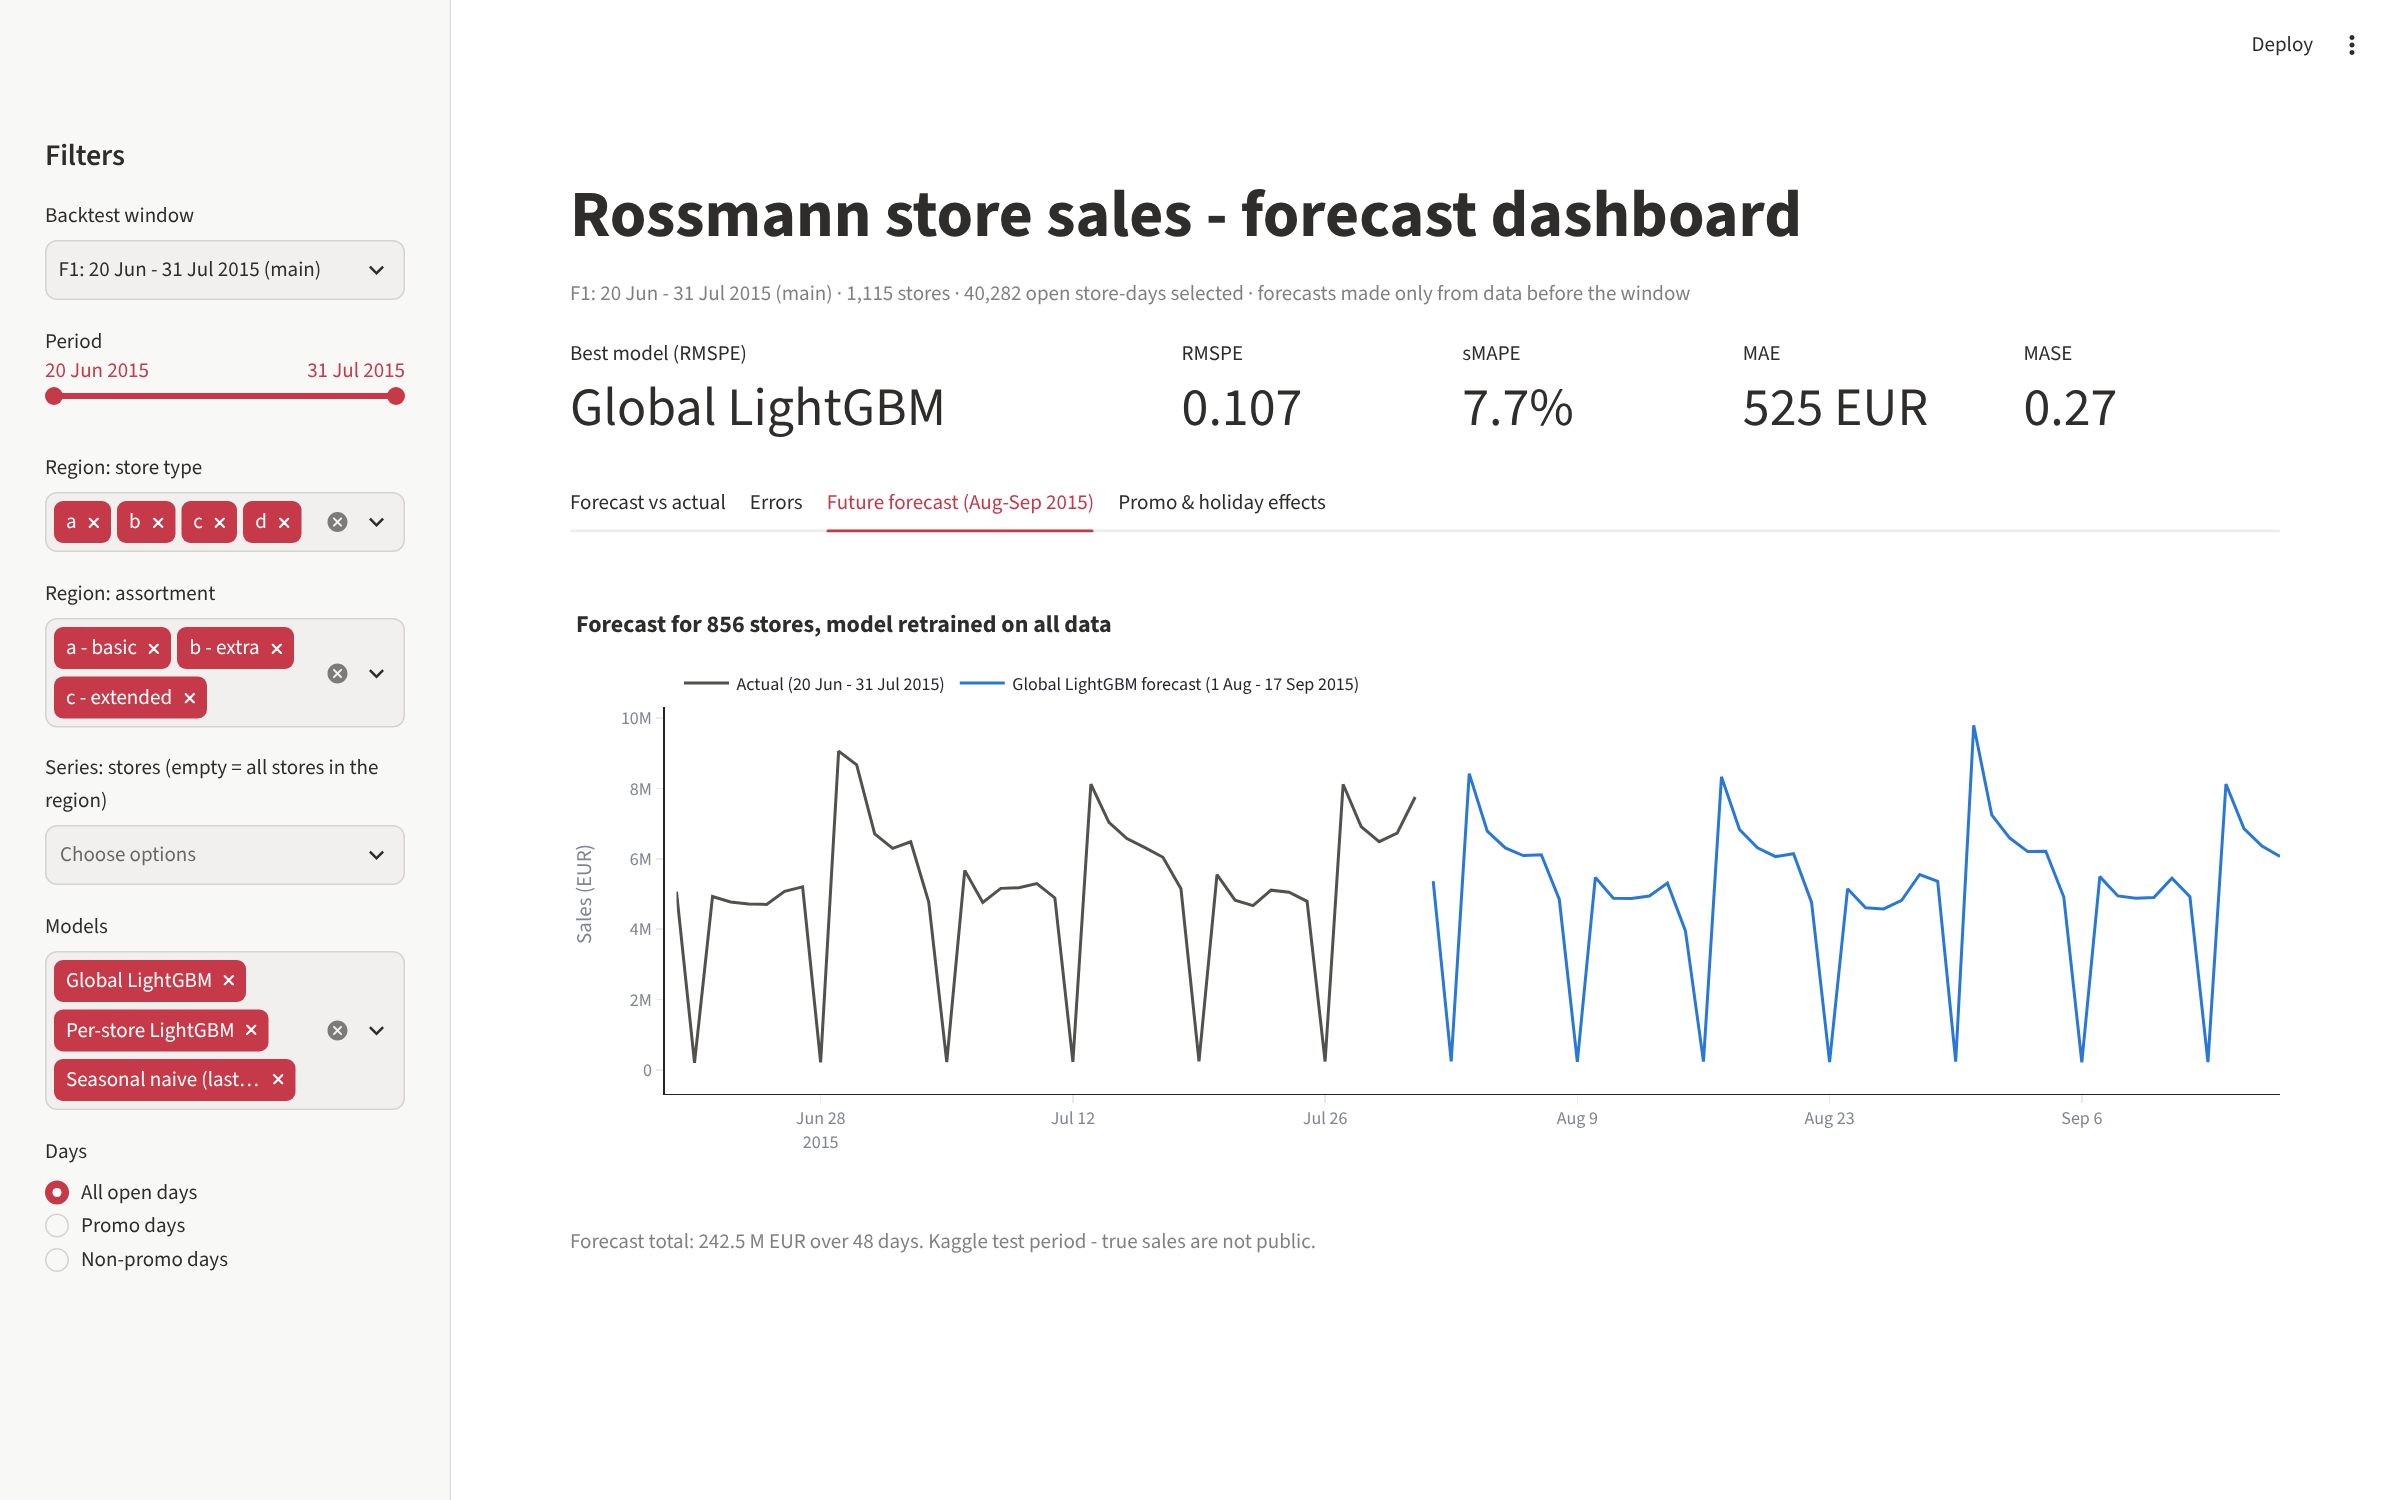 Deploy
Filters
Backtest window
F1: 20 Jun - 31 Jul 2015 (main)
Period
20 Jun 2015 31 Jul 2015
Region: store type
a b c d
Region: assortment
a - basic b - extra
c - extended
Series: stores (empty = all stores in the
region)
Choose options
Models
Global LightGBM
Per-store LightGBM
Seasonal naive (last…
Days
All open days
Promo days
Non-promo days
Rossmann store sales - forecast dashboard
F1: 20 Jun - 31 Jul 2015 (main) · 1,115 stores · 40,282 open store-days selected · forecasts made only from data before the window
Best model (RMSPE) RMSPE sMAPE MAE MASE
Global LightGBM 0.107 7.7% 525 EUR 0.27
Forecast vs actual Errors Future forecast (Aug-Sep 2015) Promo & holiday effects
Forecast for 856 stores, model retrained on all data
Actual (20 Jun - 31 Jul 2015) Global LightGBM forecast (1 Aug - 17 Sep 2015)
Sales (EUR)
10M
8M
6M
4M
2M
0
Jun 28 Jul 12 Jul 26 Aug 9 Aug 23 Sep 6
2015
Forecast total: 242.5 M EUR over 48 days. Kaggle test period - true sales are not public.